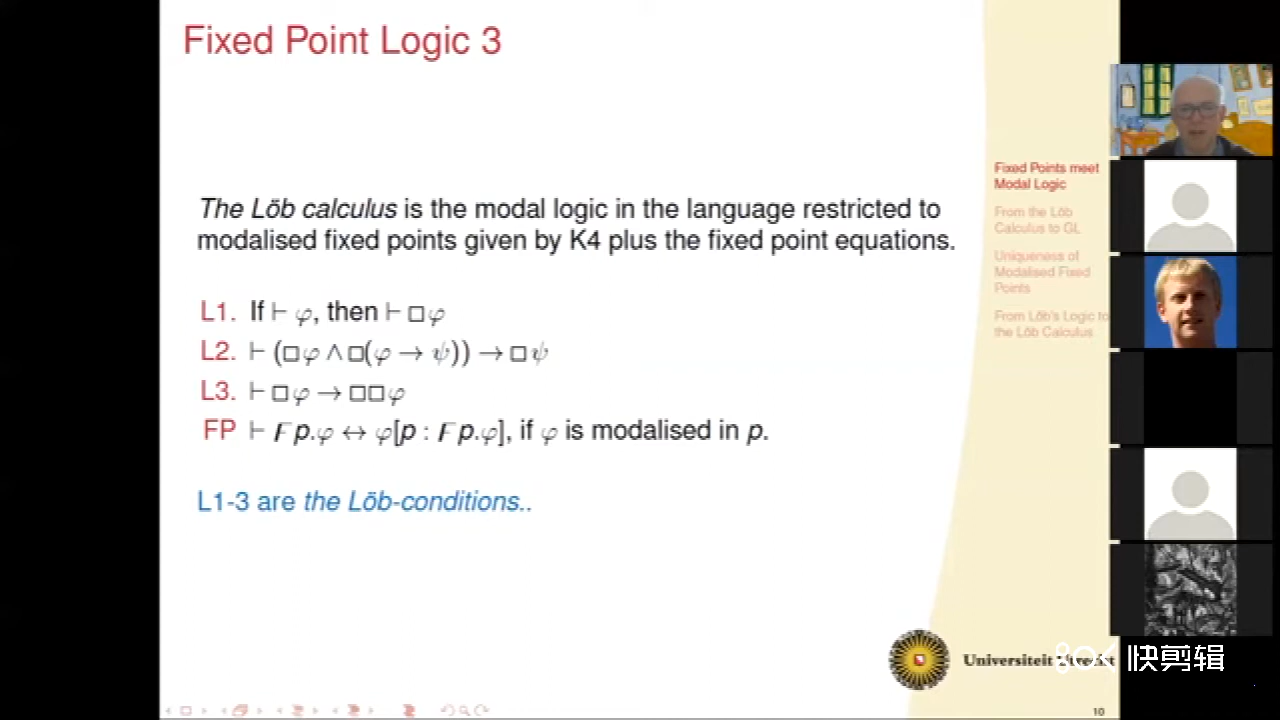 Fixed Point Logic 3
The Löb calculus is the modal logic in the language restricted to
modalised fixed points given by K4 plus the fixed point equations.
L1. If ⊢ φ, then ⊢ □φ
L2. ⊢ (□φ ∧ □(φ → ψ)) → □ψ
L3. ⊢ □φ → □□φ
FP ⊢ Ϝp.φ ↔ φ[p : Ϝp.φ], if φ is modalised in p.
L1-3 are the Löb-conditions..
Fixed Points meet
Modal Logic
From the Löb
Calculus to GL
Uniqueness of
Modalised Fixed
Points
From Löb's Logic to
the Löb Calculus
Universiteit Utrecht
快剪辑
10